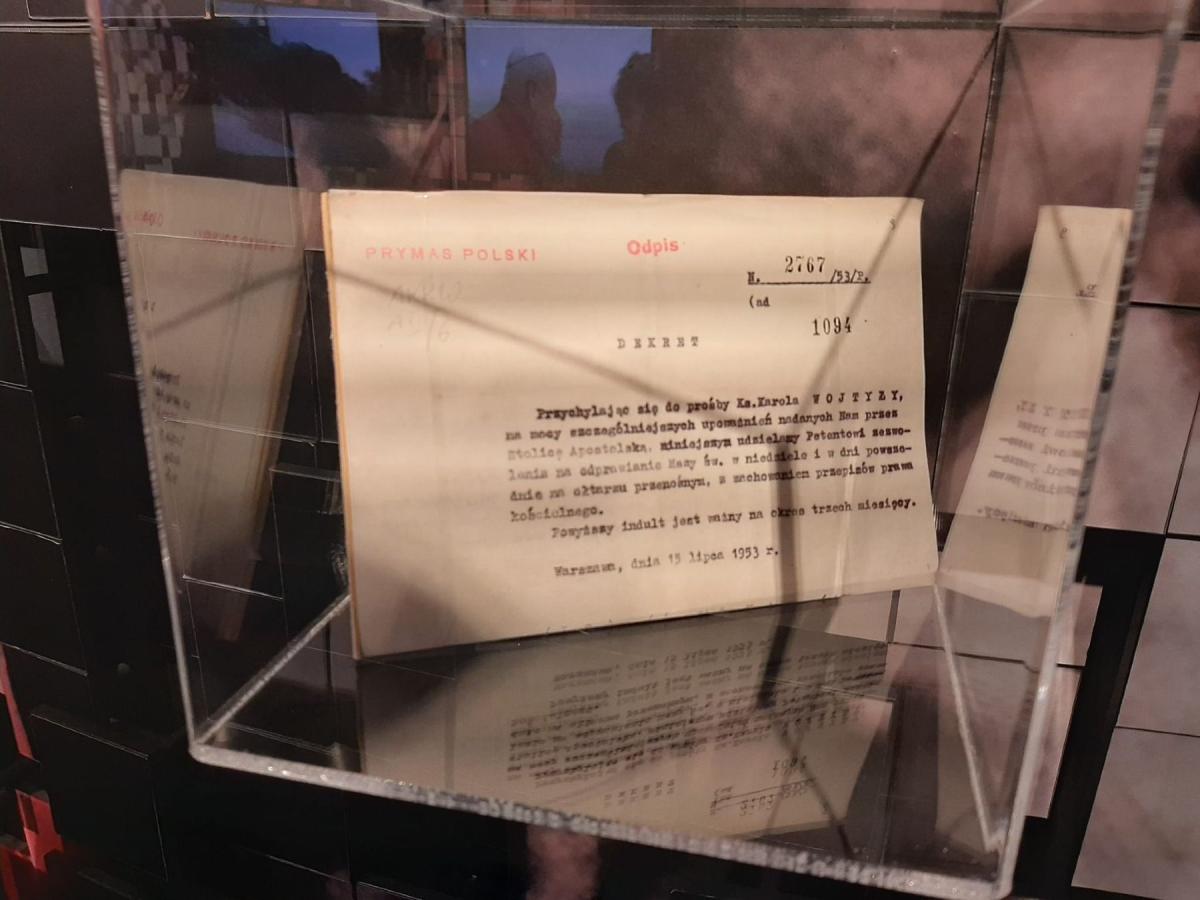 PRYMAS POLSKI
Odpis
N. 2767 /53/P.
(ad
1094
DEKRET
Przychylając się do prośby Ks.Karola WOJTYŁY,
na mocy szczególniejszych upoważnień nadanych Nam przez
Stolicę Apostolską, niniejszym udzielamy Petentowi zezwo-
lenia na odprawianie Mszy św. w niedziele i w dni powsze-
dnie na ołtarzu przenośnym, z zachowaniem przepisów prawa
kościelnego.
Powyższy indult jest ważny na okres trzech miesięcy.
Warszawa, dnia 15 lipca 1953 r.